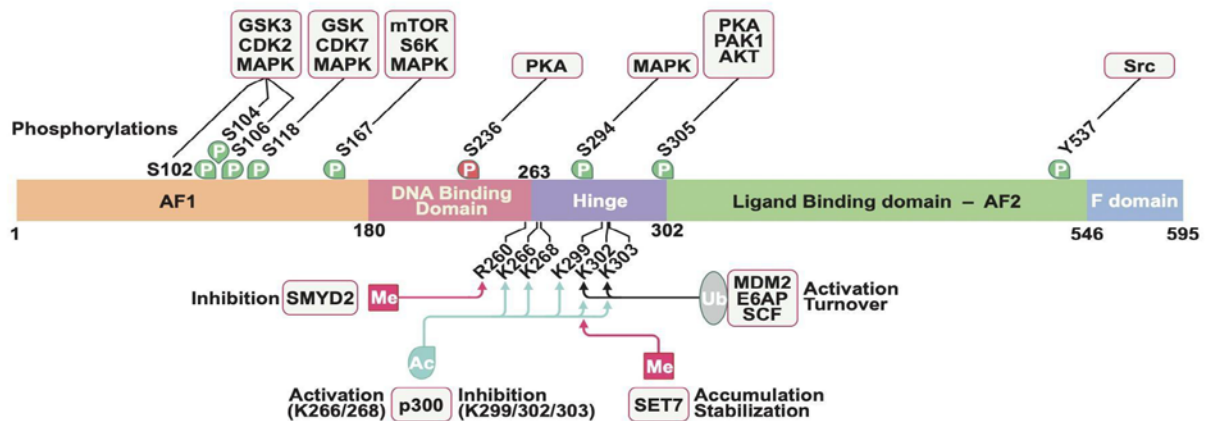 GSK3
CDK2
MAPK
GSK
CDK7
MAPK
mTOR
S6K
MAPK
PKA
MAPK
PKA
PAK1
AKT
Src
Phosphorylations
S102
S104
S106
S118
S167
S236
S294
S305
Y537
P
P
P
P
P
P
P
P
P
263
AF1
DNA Binding
Domain
Hinge
Ligand Binding domain – AF2
F domain
1
180
302
546
595
R260
K266
K268
K299
K302
K303
Inhibition
SMYD2
Me
Ub
MDM2
E6AP
SCF
Activation
Turnover
Ac
Me
Activation
(K266/268)
p300
Inhibition
(K299/302/303)
SET7
Accumulation
Stabilization